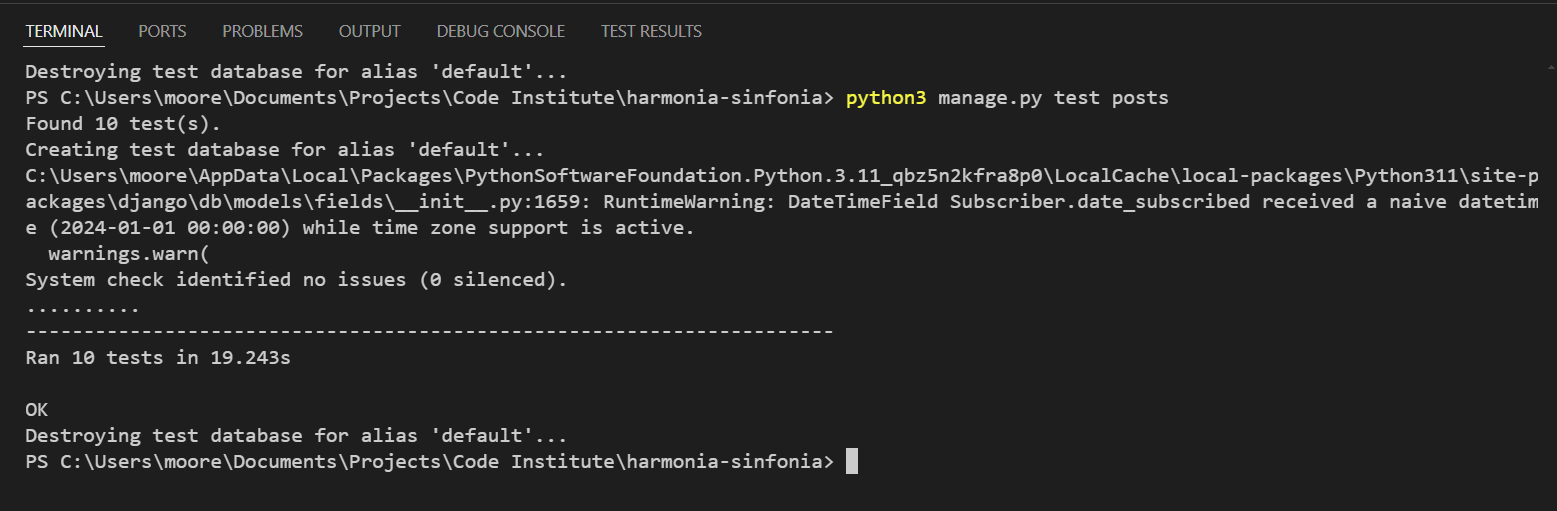 TERMINAL PORTS PROBLEMS OUTPUT DEBUG CONSOLE TEST RESULTS
Destroying test database for alias 'default'...
PS C:\Users\moore\Documents\Projects\Code Institute\harmonia-sinfonia> python3 manage.py test posts
Found 10 test(s).
Creating test database for alias 'default'...
C:\Users\moore\AppData\Local\Packages\PythonSoftwareFoundation.Python.3.11_qbz5n2kfra8p0\LocalCache\local-packages\Python311\site-p
ackages\django\db\models\fields\__init__.py:1659: RuntimeWarning: DateTimeField Subscriber.date_subscribed received a naive datetim
e (2024-01-01 00:00:00) while time zone support is active.
  warnings.warn(
System check identified no issues (0 silenced).
..........
----------------------------------------------------------------------
Ran 10 tests in 19.243s

OK
Destroying test database for alias 'default'...
PS C:\Users\moore\Documents\Projects\Code Institute\harmonia-sinfonia>